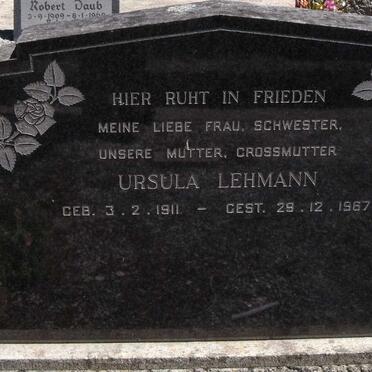 Robert Daub
HIER RUHT IN FRIEDEN
MEINE LIEBE FRAU, SCHWESTER,
UNSERE MUTTER, GROSSMUTTER
URSULA LEHMANN
GEB. 3. 2. 1911 – GEST. 29. 12. 1967